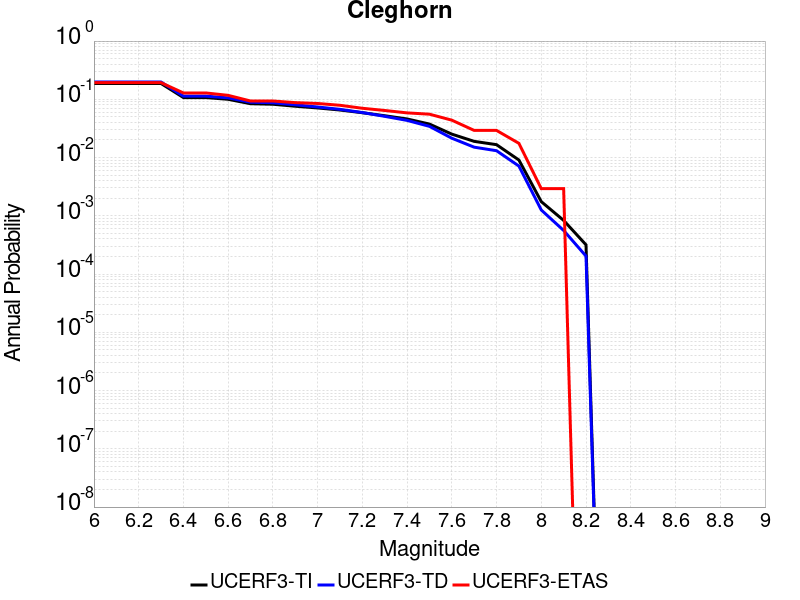 Cleghorn
10^0
10^-1
10^-2
10^-3
10^-4
10^-5
10^-6
10^-7
10^-8
Annual Probability
6 6.2 6.4 6.6 6.8 7 7.2 7.4 7.6 7.8 8 8.2 8.4 8.6 8.8 9
Magnitude
UCERF3-TI UCERF3-TD UCERF3-ETAS